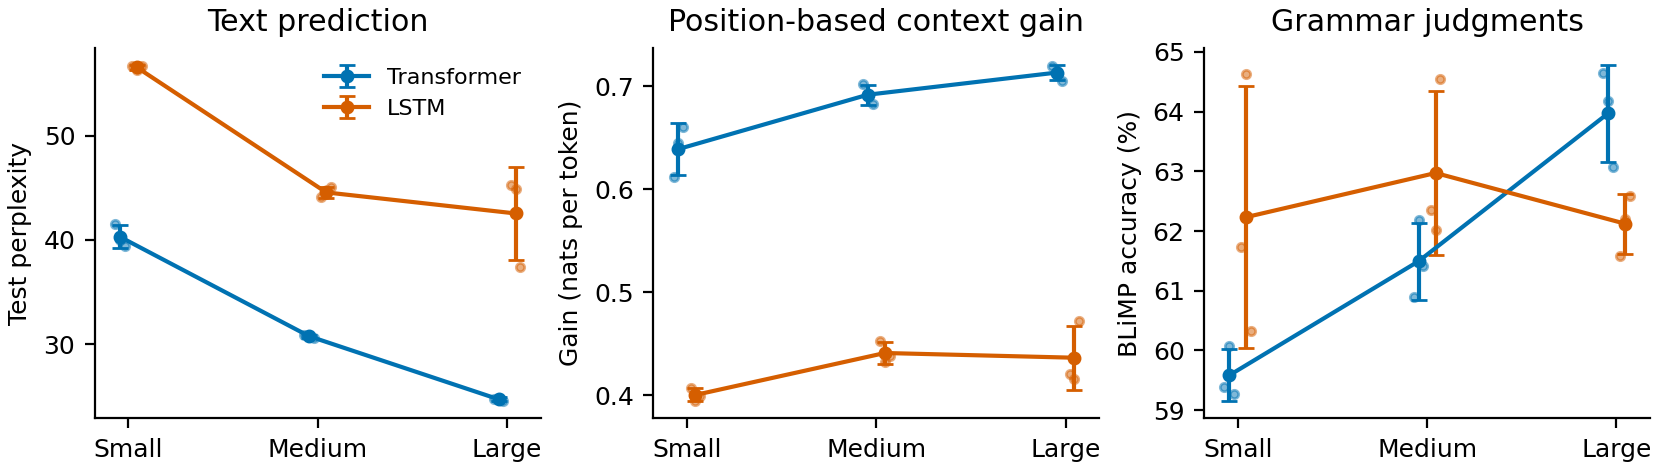 Text prediction
Test perplexity
50
40
30
Small Medium Large
Transformer
LSTM
Position-based context gain
Gain (nats per token)
0.7
0.6
0.5
0.4
Small Medium Large
Grammar judgments
BLiMP accuracy (%)
65
64
63
62
61
60
59
Small Medium Large